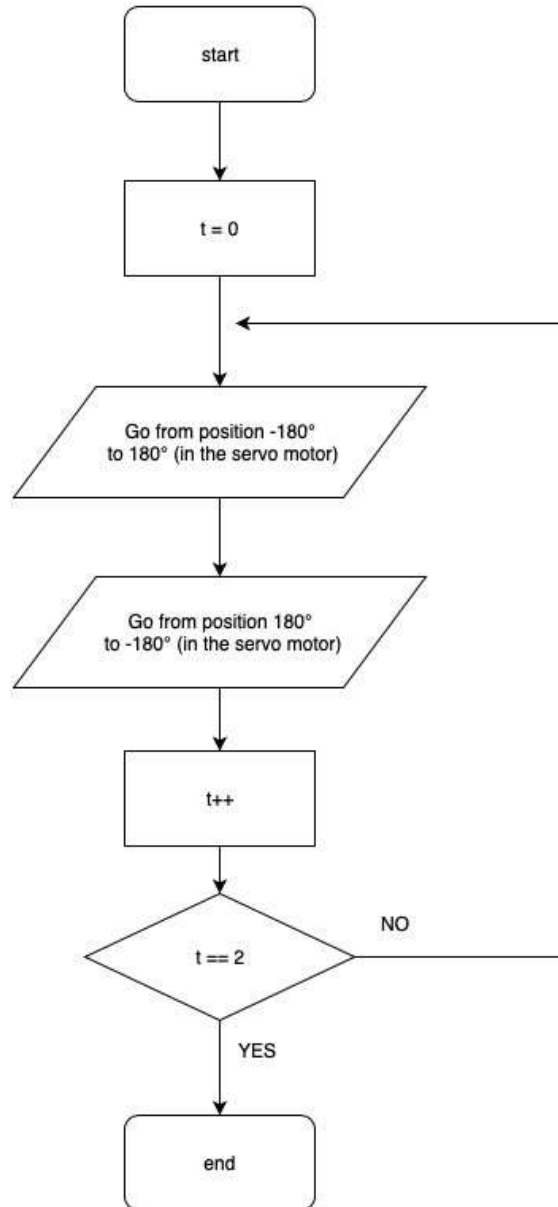 start
t = 0
Go from position -180°
to 180° (in the servo motor)
Go from position 180°
to -180° (in the servo motor)
t++
t == 2
NO
YES
end